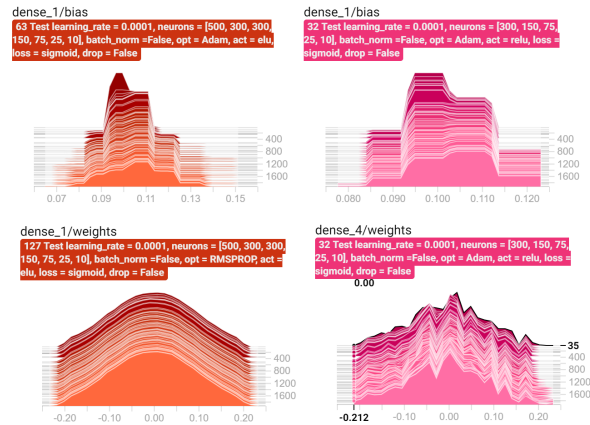 dense_1/bias
63 Test learning_rate = 0.0001, neurons = [500, 300, 300,
150, 75, 25, 10], batch_norm =False, opt = Adam, act = elu,
loss = sigmoid, drop = False
400
800
1200
1600
0.07 0.09 0.11 0.13 0.15
dense_1/bias
32 Test learning_rate = 0.0001, neurons = [300, 150, 75,
25, 10], batch_norm =False, opt = Adam, act = relu, loss =
sigmoid, drop = False
400
800
1200
1600
0.080 0.090 0.100 0.110 0.120
dense_1/weights
127 Test learning_rate = 0.0001, neurons = [500, 300, 300,
150, 75, 25, 10], batch_norm =False, opt = RMSPROP, act =
elu, loss = sigmoid, drop = False
400
800
1200
1600
-0.20 -0.10 0.00 0.10 0.20
dense_4/weights
32 Test learning_rate = 0.0001, neurons = [300, 150, 75,
25, 10], batch_norm =False, opt = Adam, act = relu, loss =
sigmoid, drop = False
0.00
35
400
800
1200
1600
-0.212 -0.10 0.00 0.10 0.20